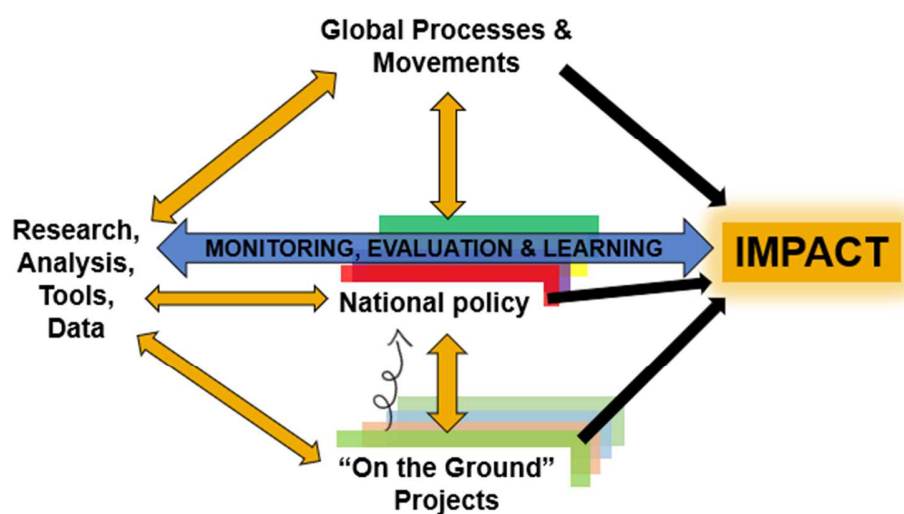 Global Processes &
Movements
Research,
Analysis,
Tools,
Data
MONITORING, EVALUATION & LEARNING
IMPACT
National policy
“On the Ground”
Projects